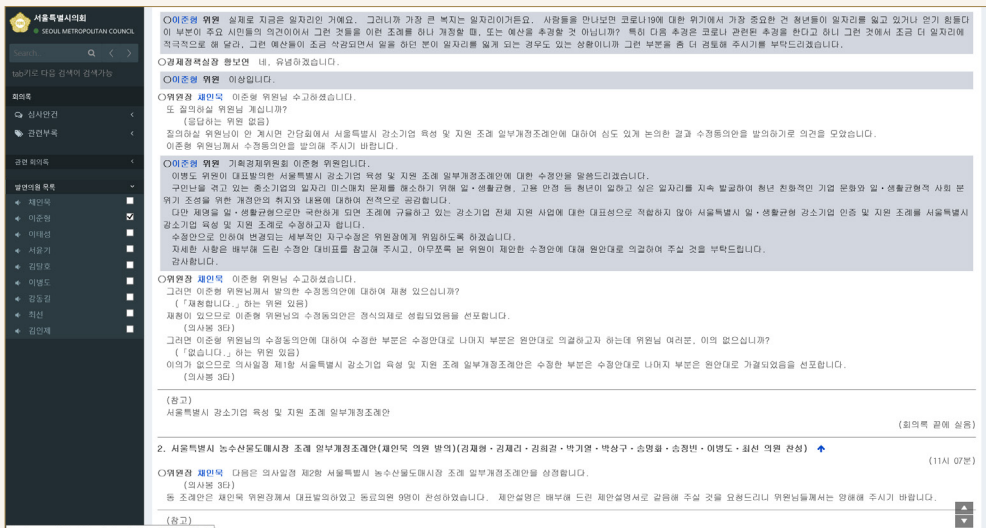 서울특별시의회
SEOUL METROPOLITAN COUNCIL
Search...
tab키로 다음 검색이 검색가능
회의록
심사안건
관련부록
관련 회의록
발언의원 목록
채인묵
이준형
이태성
서윤기
김달호
이병도
강동길
최선
김인제
○이준형 위원 실제로 지금은 일자리인 거예요. 그러니까 가장 큰 복지는 일자리이거든요. 사람들을 만나보면 코로나19에 대한 위기에서 가장 중요한 건 청년들이 일자리를 잃고 있거나 얻기 힘들다
이 부분이 주요 시민들의 의견이어서 그런 것들을 이런 조례를 하나 개정할 때, 또는 예산을 추경할 것 아닙니까? 특히 다음 추경은 코로나 관련된 추경을 한다고 하니 그런 것에서 조금 더 일자리에
적극적으로 해 달라, 그런 예산들이 조금 삭감되면서 일을 하던 분이 일자리를 잃게 되는 경우도 있는 상황이니까 그런 부분을 좀 더 검토해 주시기를 부탁드리겠습니다.
○경제정책실장 황보연 네, 유념하겠습니다.
○이준형 위원 이상입니다.
○위원장 채인묵 이준형 위원님 수고하셨습니다.
또 질의하실 위원님 계십니까?
(응답하는 위원 없음)
질의하실 위원님이 안 계시면 간담회에서 서울특별시 강소기업 육성 및 지원 조례 일부개정조례안에 대하여 심도 있게 논의한 결과 수정동의안을 발의하기로 의견을 모았습니다.
이준형 위원님께서 수정동의안을 발의해 주시기 바랍니다.
○이준형 위원 기획경제위원회 이준형 위원입니다.
이병도 위원이 대표발의한 서울특별시 강소기업 육성 및 지원 조례 일부개정조례안에 대한 수정안을 말씀드리겠습니다.
구인난을 겪고 있는 중소기업의 일자리 미스매치 문제를 해소하기 위해 일·생활균형, 고용 안정 등 청년이 일하고 싶은 일자리를 지속 발굴하여 청년 친화적인 기업 문화와 일·생활균형적 사회 분
위기 조성을 위한 개정안의 취지와 내용에 대하여 전적으로 공감합니다.
다만 제명을 일·생활균형으로만 국한하게 되면 조례에 규율하고 있는 강소기업 전체 지원 사업에 대한 대표성으로 적합하지 않아 서울특별시 일·생활균형 강소기업 인증 및 지원 조례를 서울특별시
강소기업 육성 및 지원 조례로 수정하고자 합니다.
수정안으로 인하여 변경되는 세부적인 자구수정은 위원장에게 위임하도록 하겠습니다.
자세한 사항은 배부해 드린 수정안 대비표를 참고해 주시고, 아무쪼록 본 위원이 제안한 수정안에 대해 원안대로 의결하여 주실 것을 부탁드립니다.
감사합니다.
○위원장 채인묵 이준형 위원님 수고하셨습니다.
그러면 이준형 위원님께서 발의한 수정동의안에 대하여 재청 있으십니까?
(「재청합니다.」하는 위원 있음)
재청이 있으므로 이준형 위원님의 수정동의안은 정식의제로 성립되었음을 선포합니다.
(의사봉 3타)
그러면 이준형 위원님의 수정동의안에 대하여 수정한 부분은 수정안대로 나머지 부분은 원안대로 의결하고자 하는데 위원님 여러분, 이의 없으십니까?
(「없습니다.」하는 위원 있음)
이의가 없으므로 의사일정 제1항 서울특별시 강소기업 육성 및 지원 조례 일부개정조례안은 수정한 부분은 수정안대로 나머지 부분은 원안대로 가결되었음을 선포합니다.
(의사봉 3타)
(참고)
서울특별시 강소기업 육성 및 지원 조례 일부개정조례안
(회의록 끝에 실음)
2. 서울특별시 농수산물도매시장 조례 일부개정조례안(채인묵 의원 발의)(김재형·김제리·김희걸·박기열·박상구·송명화·송정빈·이병도·최선 의원 찬성)
(11시 07분)
○위원장 채인묵 다음은 의사일정 제2항 서울특별시 농수산물도매시장 조례 일부개정조례안을 상정합니다.
(의사봉 3타)
동 조례안은 채인묵 위원장께서 대표발의하였고 동료의원 9명이 찬성하였습니다. 제안설명은 배부해 드린 제안설명서로 갈음해 주실 것을 요청드리니 위원님들께서는 양해해 주시기 바랍니다.
(참고)